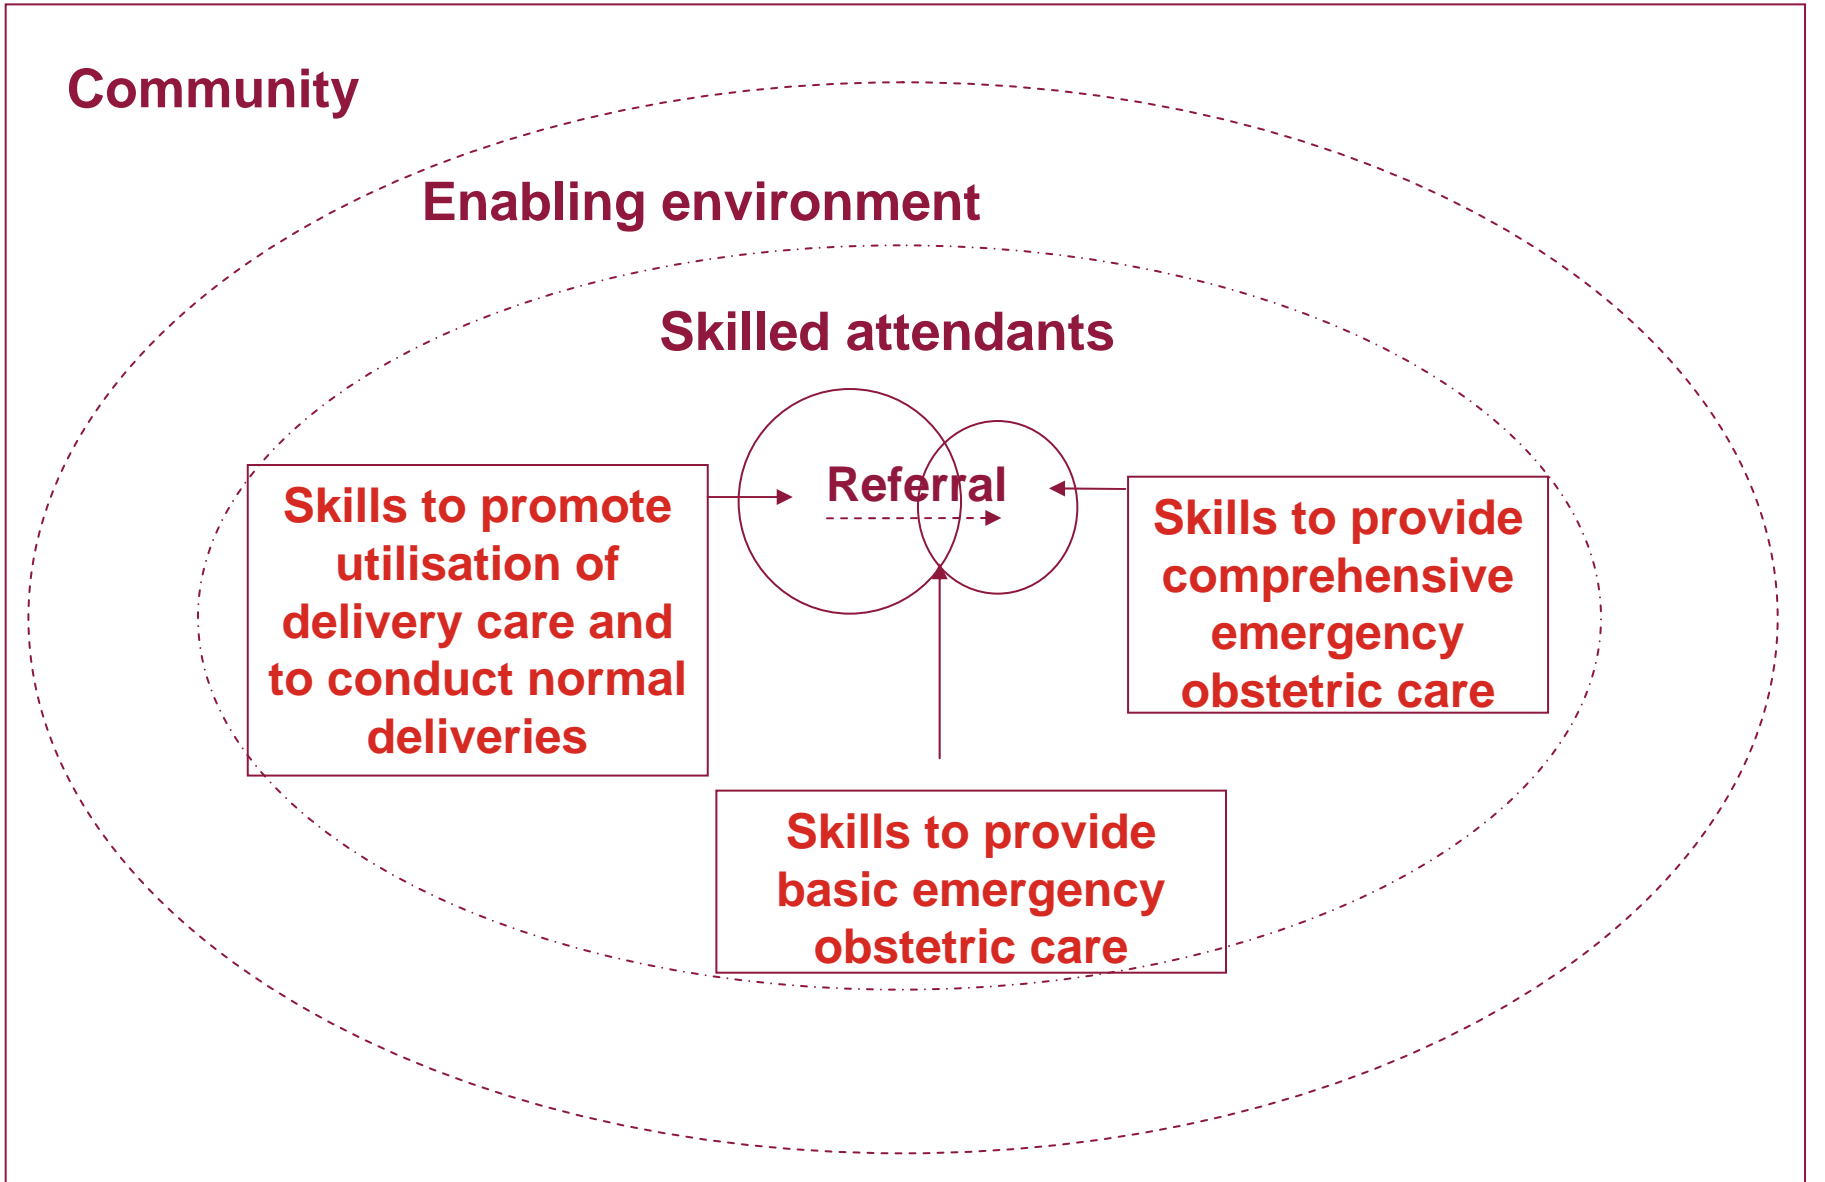 Community
Enabling environment
Skilled attendants
Referral
Skills to promote
utilisation of
delivery care and
to conduct normal
deliveries
Skills to provide
comprehensive
emergency
obstetric care
Skills to provide
basic emergency
obstetric care